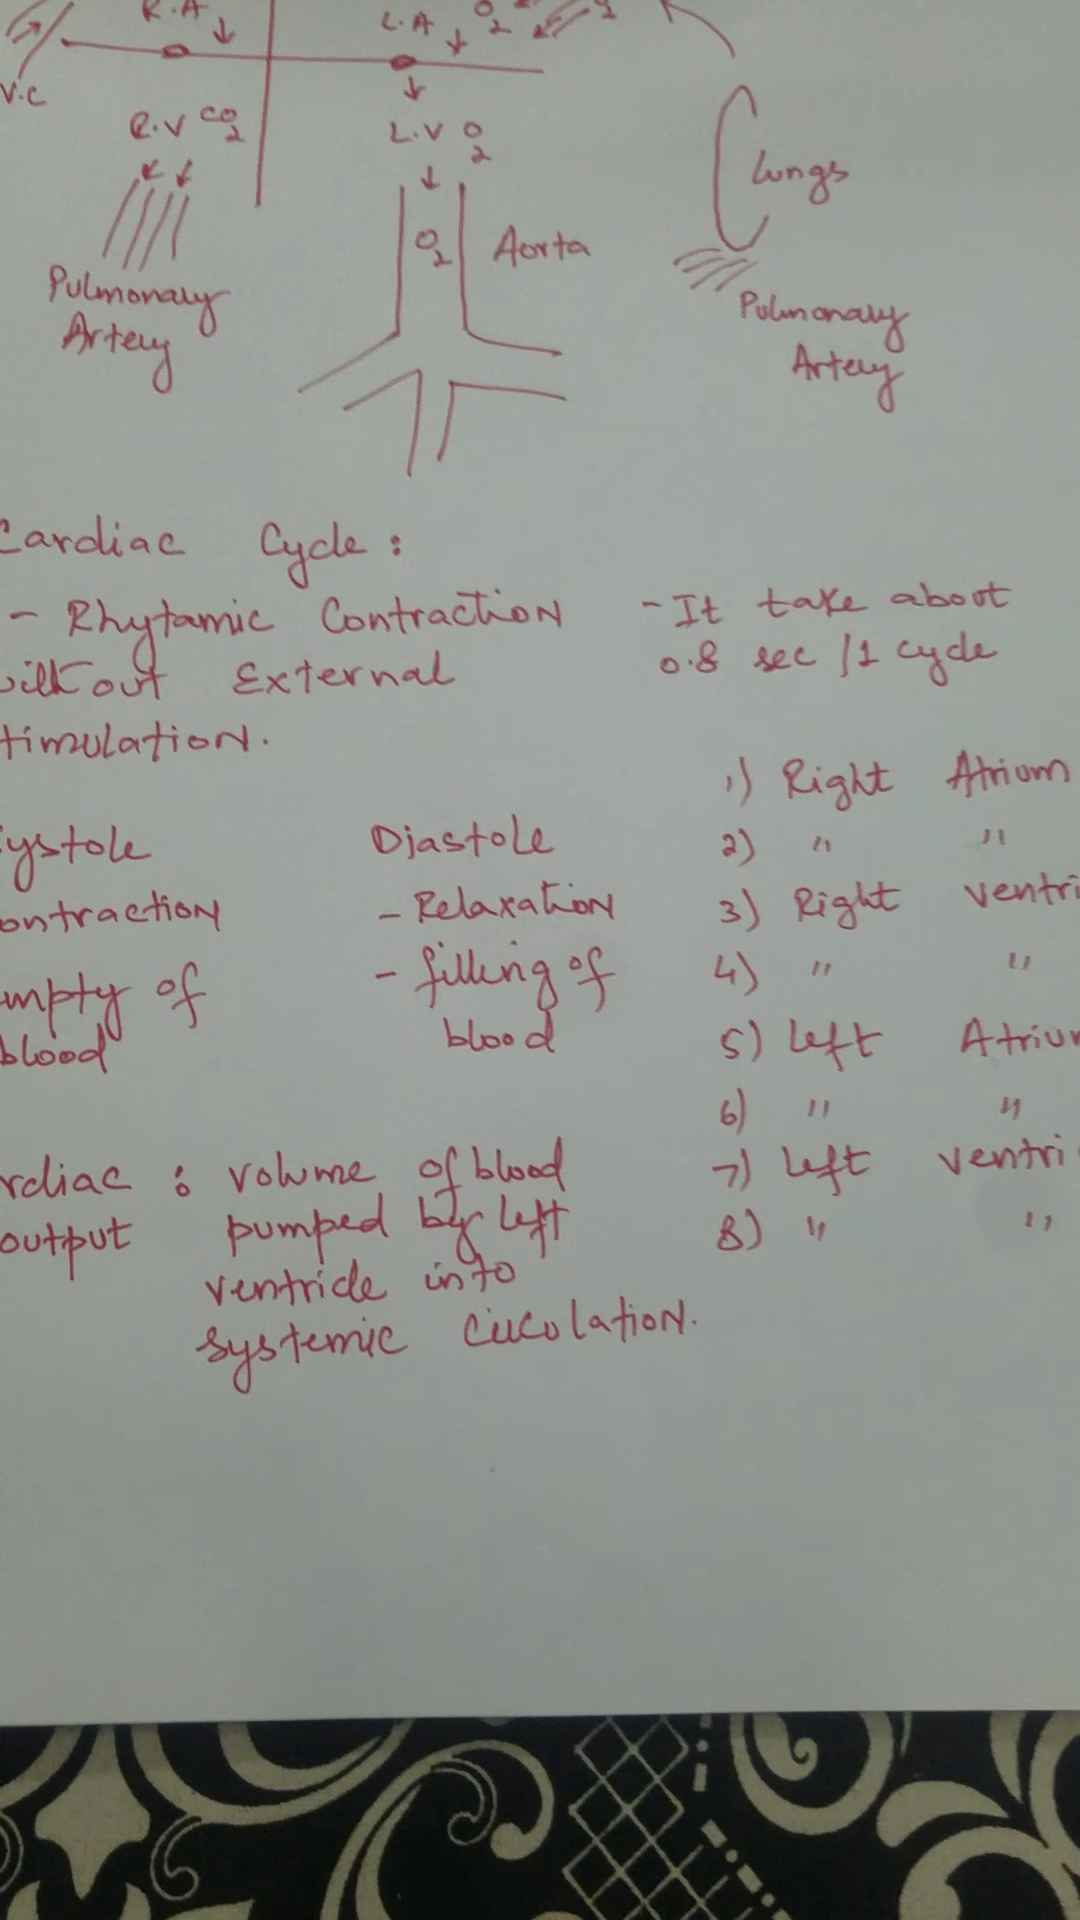 R.A
L.A O2
V.C
R.V CO2
L.V O2
Lungs
O2 Aorta
Pulmonary
Artery
Pulmonary
Artery
Cardiac Cycle :
- Rhytamic Contraction
without External
timulation.
- It take about
0.8 sec /1 cycle
ystole
ontraction
mpty of
blood
Diastole
- Relaxation
- filling of
blood
1) Right Atrium
2) " "
3) Right ventri
4) " "
5) Left Atriu
6) " "
7) Left ventri
8) " "
rdiac : volume of blood
output pumped by left
ventricle into
systemic circulation.